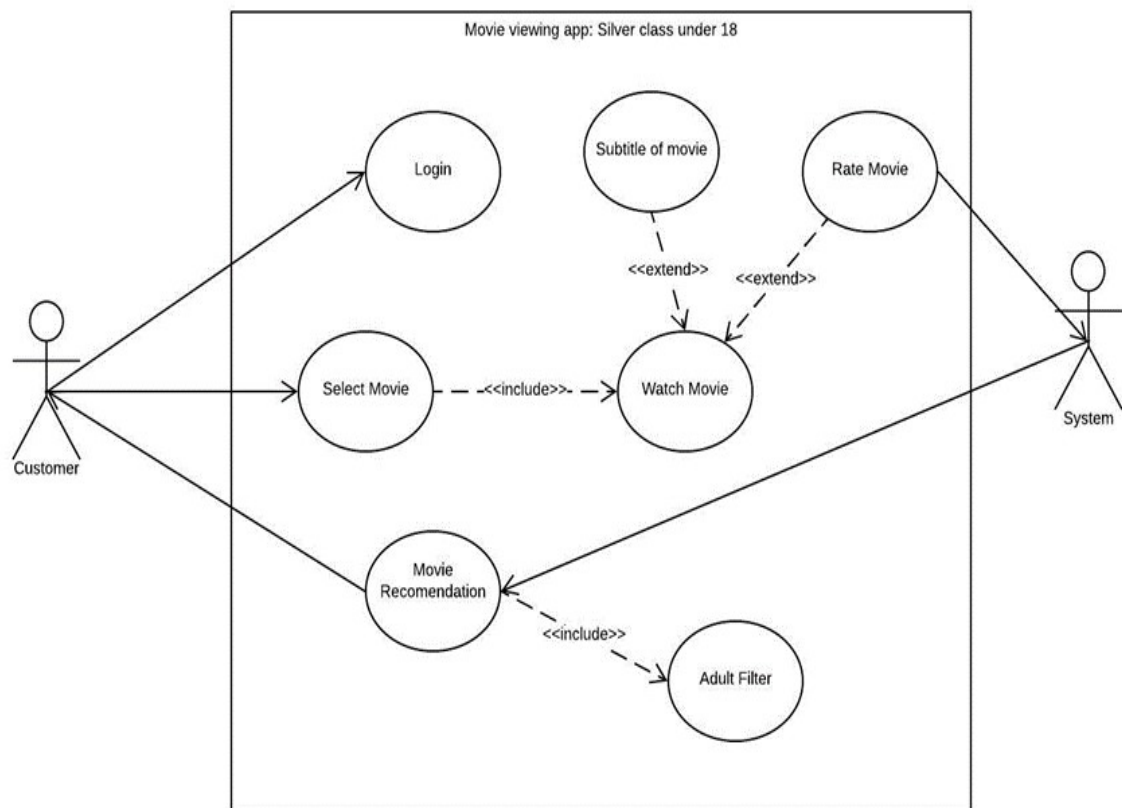 Movie viewing app: Silver class under 18
Subtitle of movie
Login
Rate Movie
<<extend>>
<<extend>>
Select Movie
<<include>>
Watch Movie
System
Customer
Movie
Recomendation
<<include>>
Adult Filter